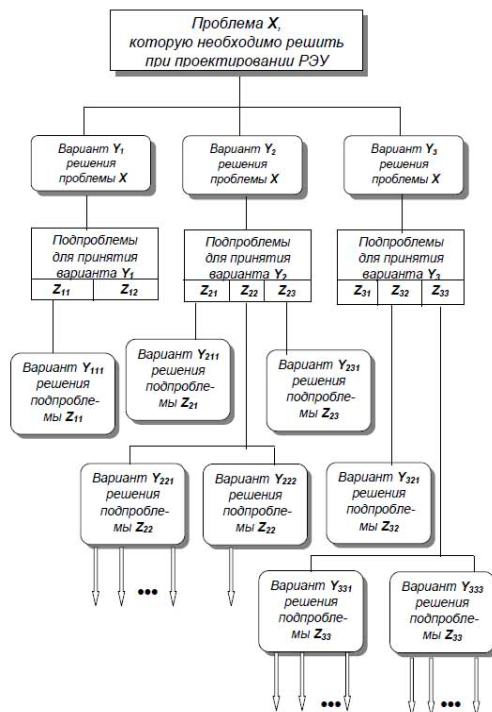 Проблема X,
которую необходимо решить
при проектировании РЭУ
Вариант Y1
решения
проблемы X
Вариант Y2
решения
проблемы X
Вариант Y3
решения
проблемы X
Подпроблемы
для принятия
варианта Y1
Z11 Z12
Подпроблемы
для принятия
варианта Y2
Z21 Z22 Z23
Подпроблемы
для принятия
варианта Y3
Z31 Z32 Z33
Вариант Y111
решения
подпробле-
мы Z11
Вариант Y211
решения
подпробле-
мы Z21
Вариант Y231
решения
подпробле-
мы Z23
Вариант Y221
решения
подпробле-
мы Z22
Вариант Y222
решения
подпробле-
мы Z22
Вариант Y321
решения
подпробле-
мы Z32
Вариант Y331
решения
подпробле-
мы Z33
Вариант Y333
решения
подпробле-
мы Z33